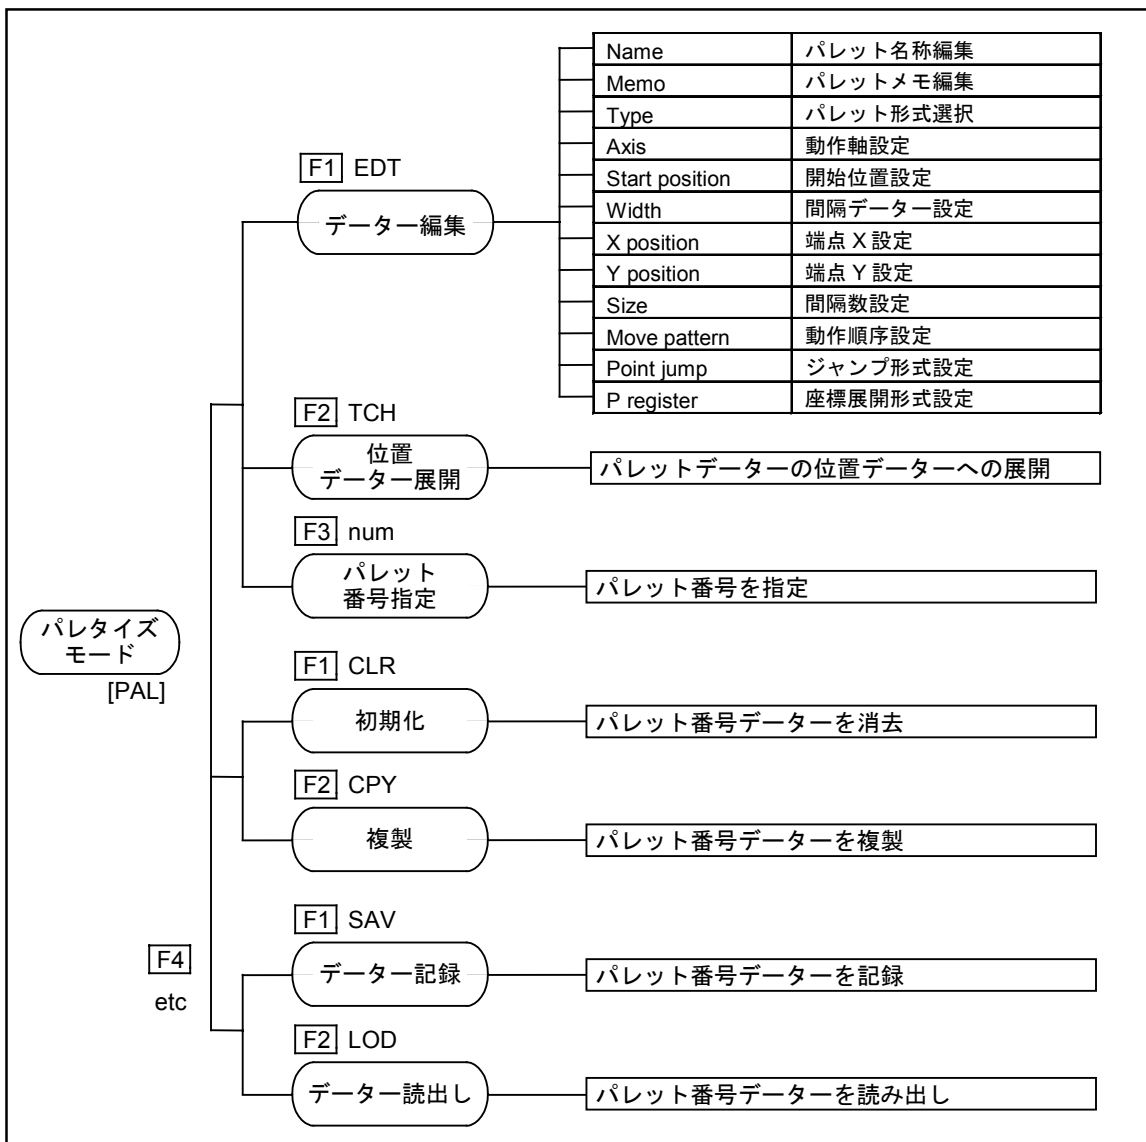 Name パレット名称編集
Memo パレットメモ編集
Type パレット形式選択
Axis 動作軸設定
Start position 開始位置設定
Width 間隔データー設定
X position 端点 X 設定
Y position 端点 Y 設定
Size 間隔数設定
Move pattern 動作順序設定
Point jump ジャンプ形式設定
P register 座標展開形式設定
F1 EDT
データー編集
F2 TCH
位置
データー展開
パレットデーターの位置データーへの展開
F3 num
パレット
番号指定
パレット番号を指定
パレタイズ
モード
[PAL]
F1 CLR
初期化
パレット番号データーを消去
F2 CPY
複製
パレット番号データーを複製
F4
etc
F1 SAV
データー記録
パレット番号データーを記録
F2 LOD
データー読出し
パレット番号データーを読み出し